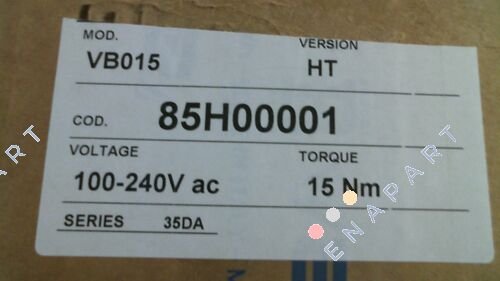 MOD. VERSION
VB015 HT
COD. 85H00001
VOLTAGE TORQUE
100-240V ac 15 Nm
SERIES 35DA
ENAPART